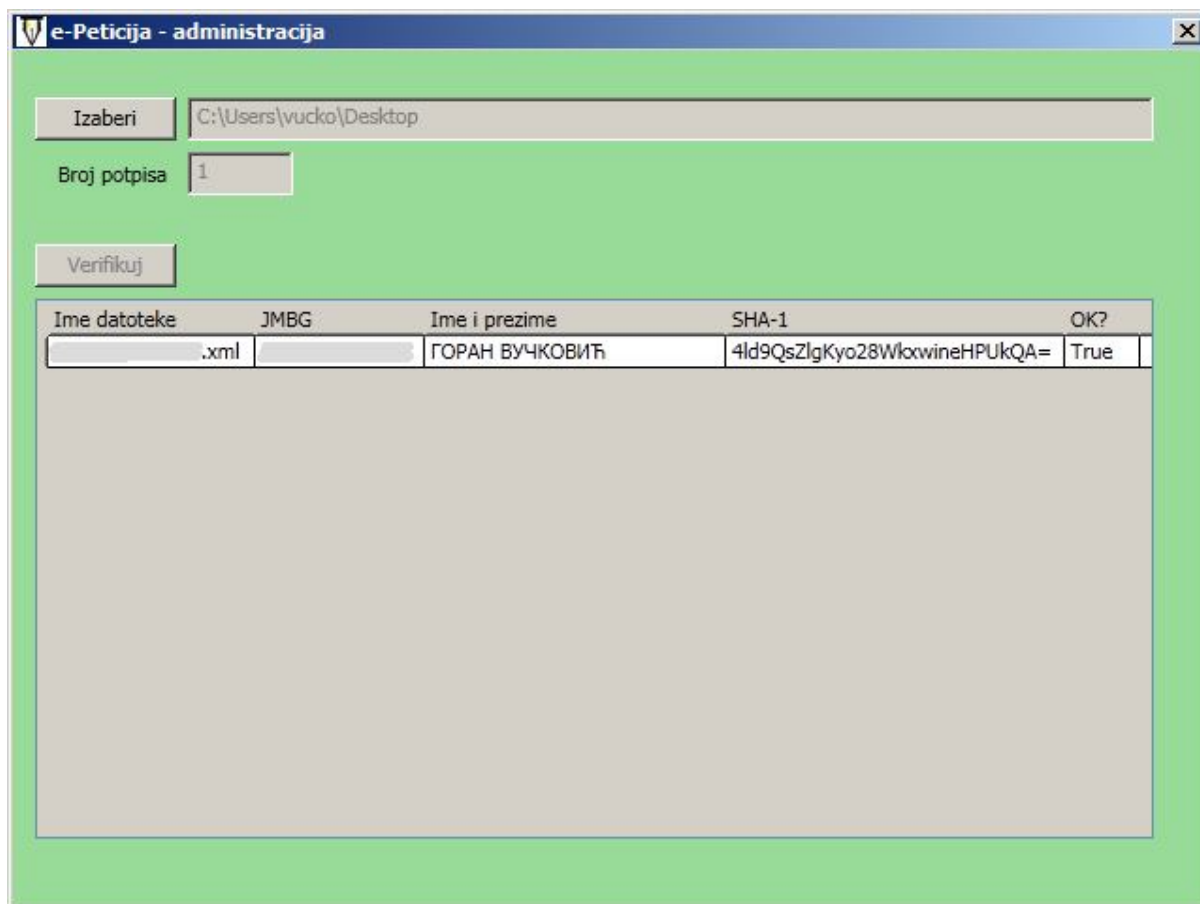 e-Peticija - administracija
Izaberi C:\Users\vucko\Desktop
Broj potpisa 1
Verifikuj
Ime datoteke JMBG Ime i prezime SHA-1 OK?
.xml ГОРАН ВУЧКОВИЋ 4ld9QsZlgKyo28WkxwineHPUkQA= True